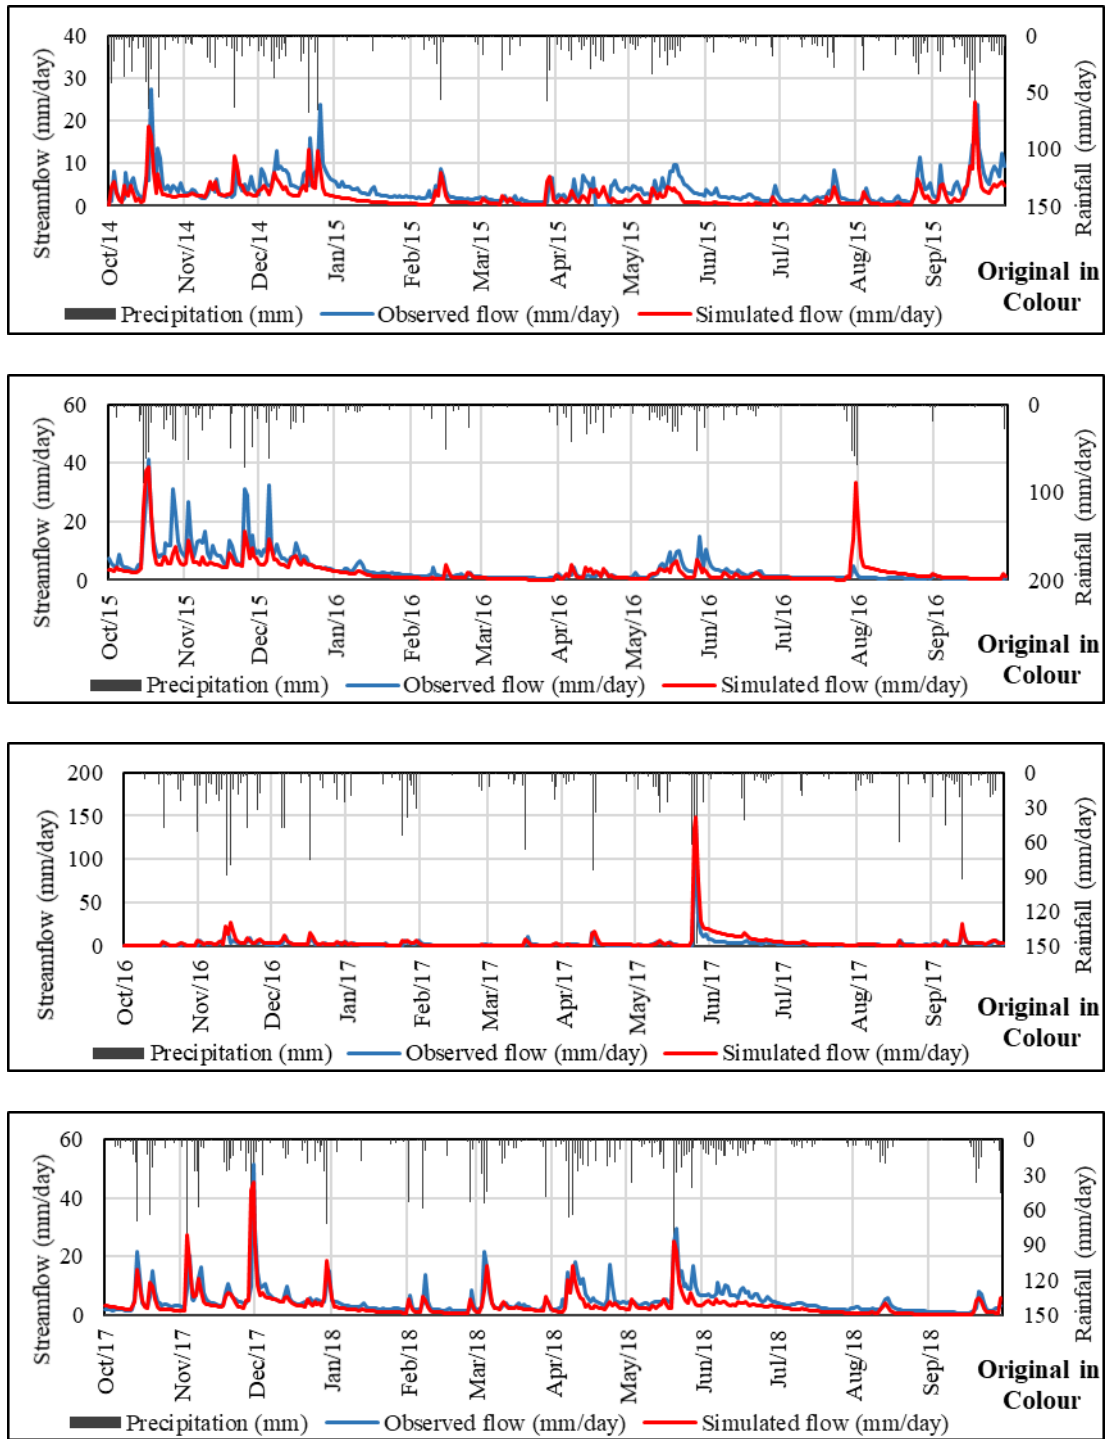 40
30
20
10
0
Streamflow (mm/day)
0
50
100
150
Rainfall (mm/day)
Oct/14
Nov/14
Dec/14
Jan/15
Feb/15
Mar/15
Apr/15
May/15
Jun/15
Jul/15
Aug/15
Sep/15
Original in
Colour
Precipitation (mm) Observed flow (mm/day) Simulated flow (mm/day)
60
40
20
0
Streamflow (mm/day)
0
100
200
Rainfall (mm/day)
Oct/15
Nov/15
Dec/15
Jan/16
Feb/16
Mar/16
Apr/16
May/16
Jun/16
Jul/16
Aug/16
Sep/16
Original in
Colour
Precipitation (mm) Observed flow (mm/day) Simulated flow (mm/day)
200
150
100
50
0
Streamflow (mm/day)
0
30
60
90
120
150
Rainfall (mm/day)
Oct/16
Nov/16
Dec/16
Jan/17
Feb/17
Mar/17
Apr/17
May/17
Jun/17
Jul/17
Aug/17
Sep/17
Original in
Colour
Precipitation (mm) Observed flow (mm/day) Simulated flow (mm/day)
60
40
20
0
Streamflow (mm/day)
0
30
60
90
120
150
Rainfall (mm/day)
Oct/17
Nov/17
Dec/17
Jan/18
Feb/18
Mar/18
Apr/18
May/18
Jun/18
Jul/18
Aug/18
Sep/18
Original in
Colour
Precipitation (mm) Observed flow (mm/day) Simulated flow (mm/day)